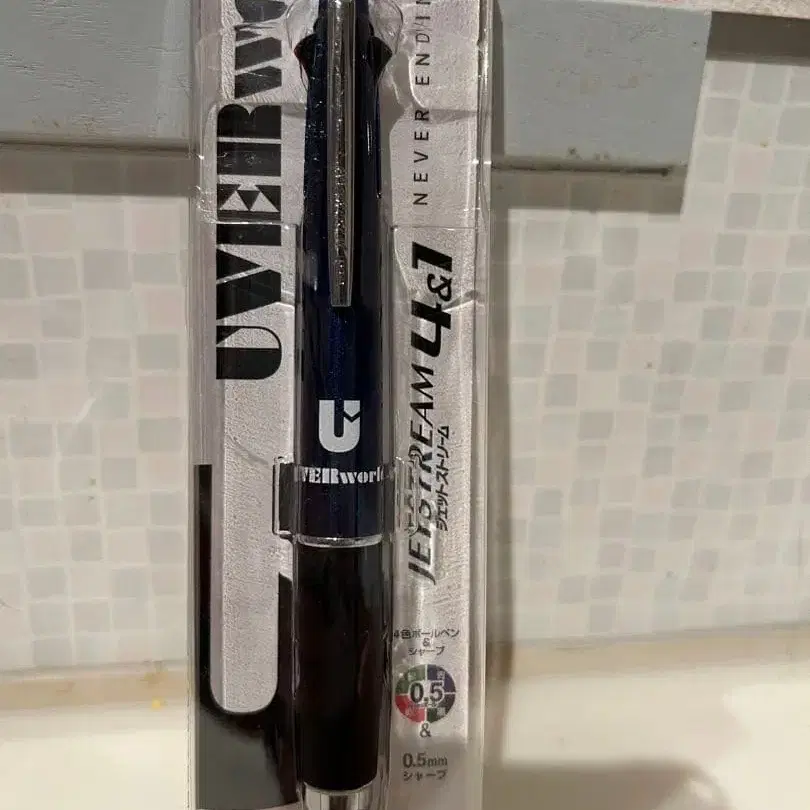 UVERw
NEVER ENDIN
JETSTREAM 4&1
ジェットストリーム
U
UVERworld
4色ボールペン
&
シャープ
0.5
&
0.5mm
シャープ